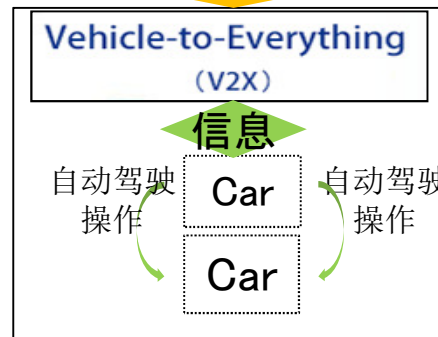 Vehicle-to-Everything
（V2X）
信息
自动驾驶
操作
Car
自动驾驶
操作
Car